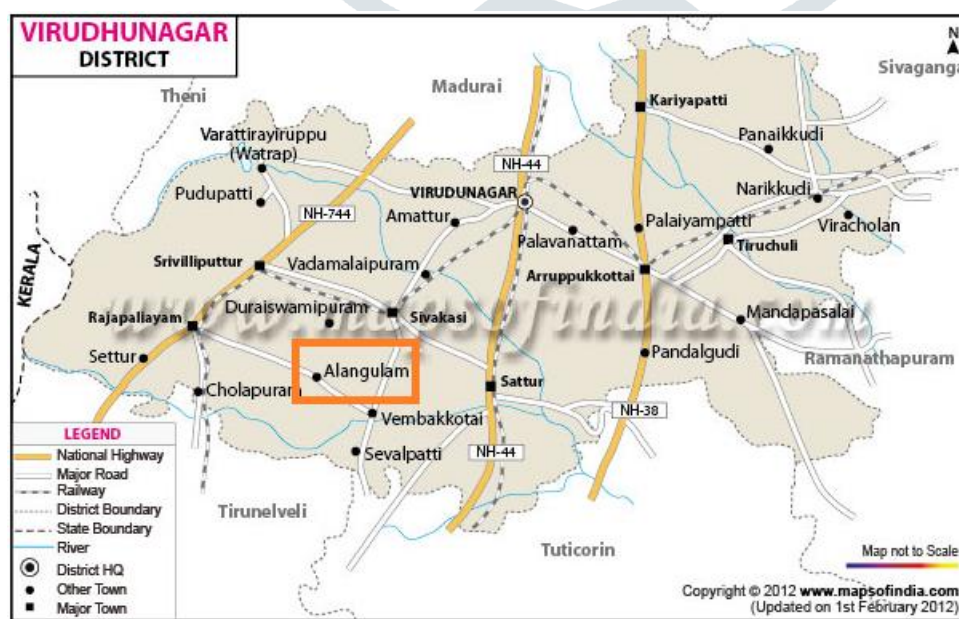 VIRUDHUNAGAR
DISTRICT
N
Sivaganga
Theni
Madurai
Kariyapatti
Varattirayiruppu
(Watrap)
Panaikkudi
NH-44
Pudupatti
VIRUDUNAGAR
Narikkudi
NH-744
Amattur
Palaiyampatti
Viracholan
Palavanattam
Tiruchuli
KERALA
Srivilliputtur
Vadamalaipuram
Arruppukkottai
www.mapsofindia.com
Duraiswamipuram
Sivakasi
Mandapasalai
Rajapaliayam
Settur
Pandalgudi
Ramanathapuram
Alangulam
Sattur
Cholapuram
Vembakkotai
NH-38
LEGEND
National Highway
Major Road
Railway
District Boundary
State Boundary
River
District HQ
Other Town
Major Town
Sevalpatti
NH-44
Tirunelveli
Tuticorin
Map not to Scale
Copyright © 2012 www.mapsofindia.com
(Updated on 1st February 2012)